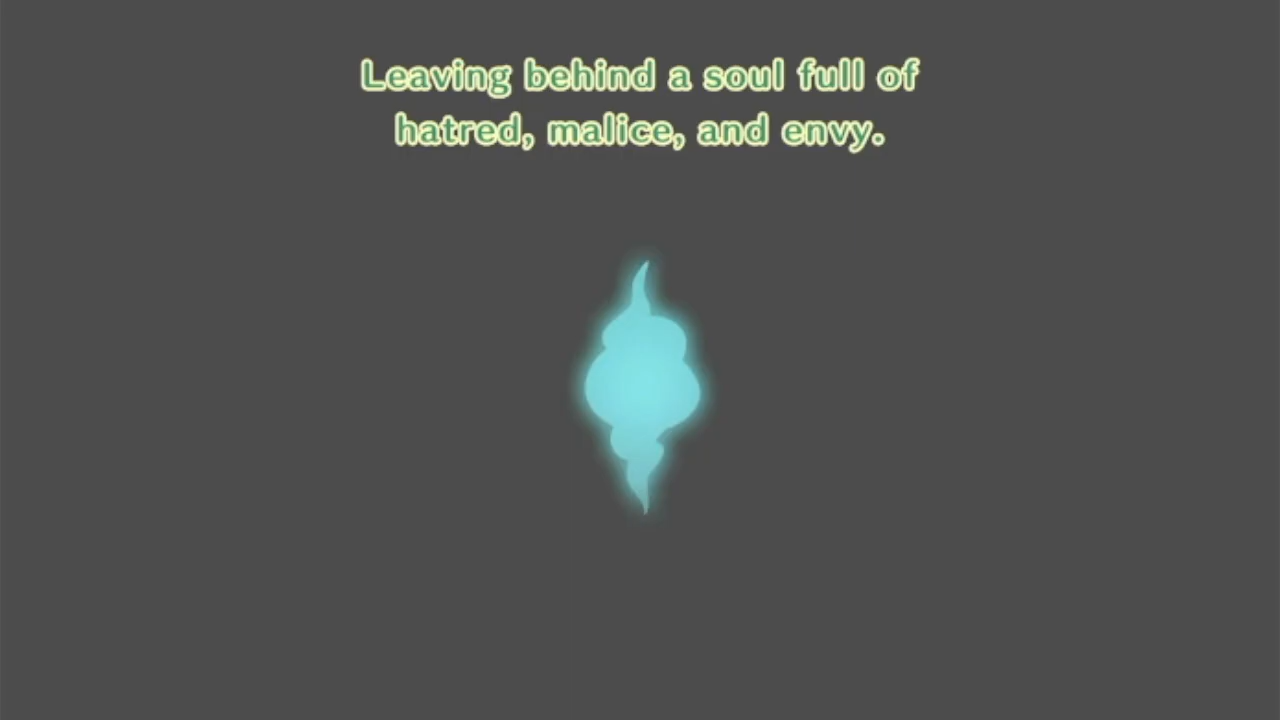 Leaving behind a soul full of
hatred, malice, and envy.